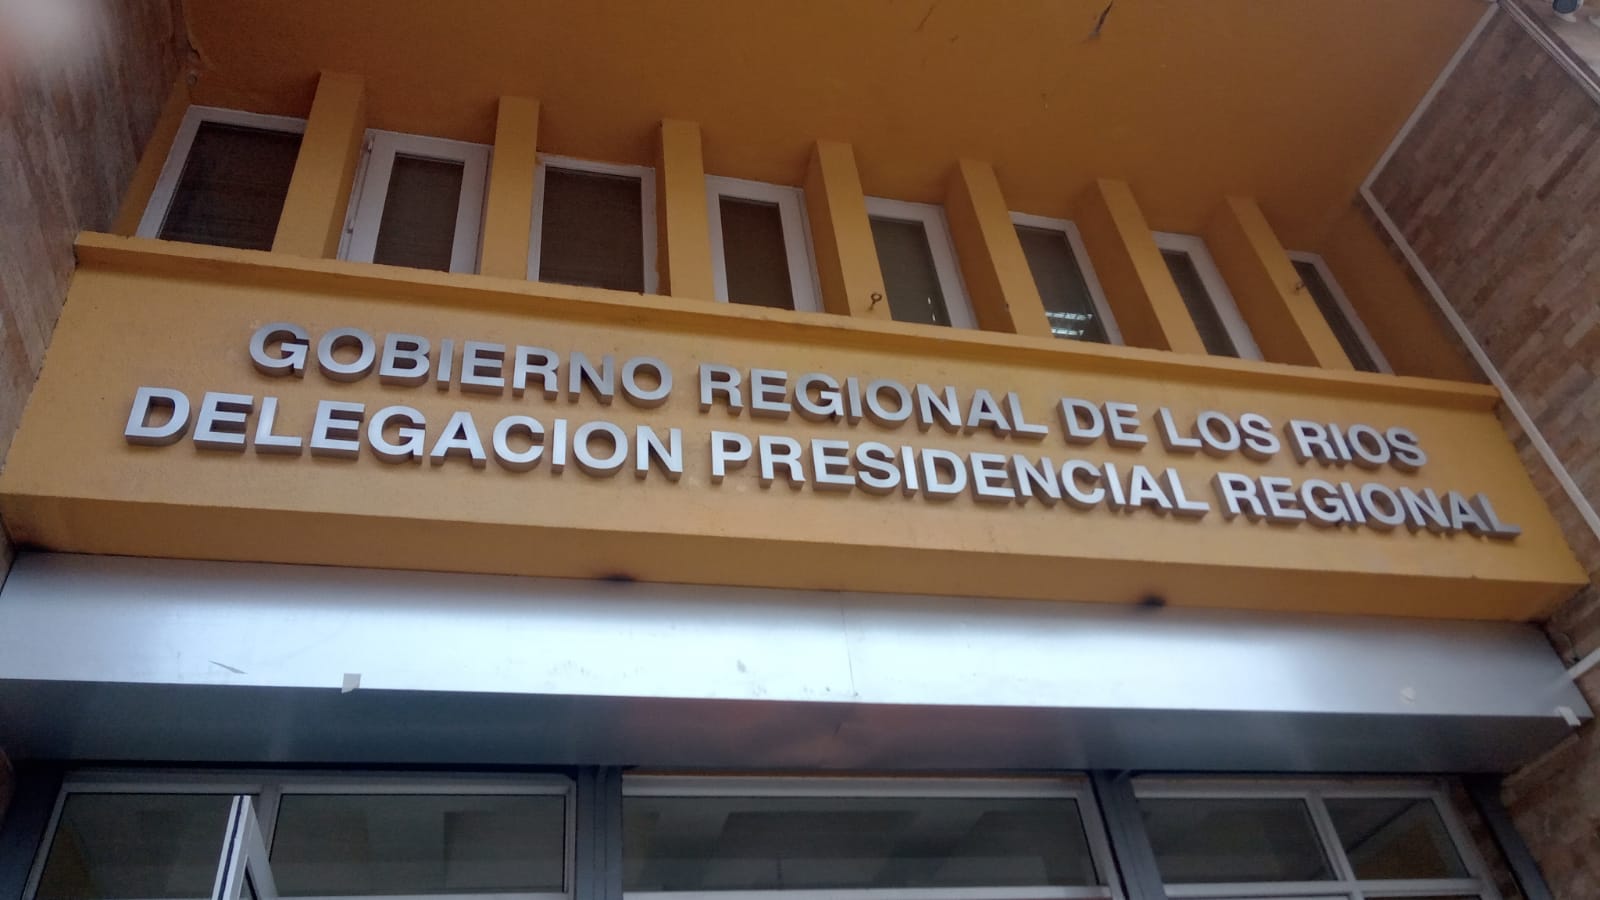 GOBIERNO REGIONAL DE LOS RIOS
DELEGACION PRESIDENCIAL REGIONAL